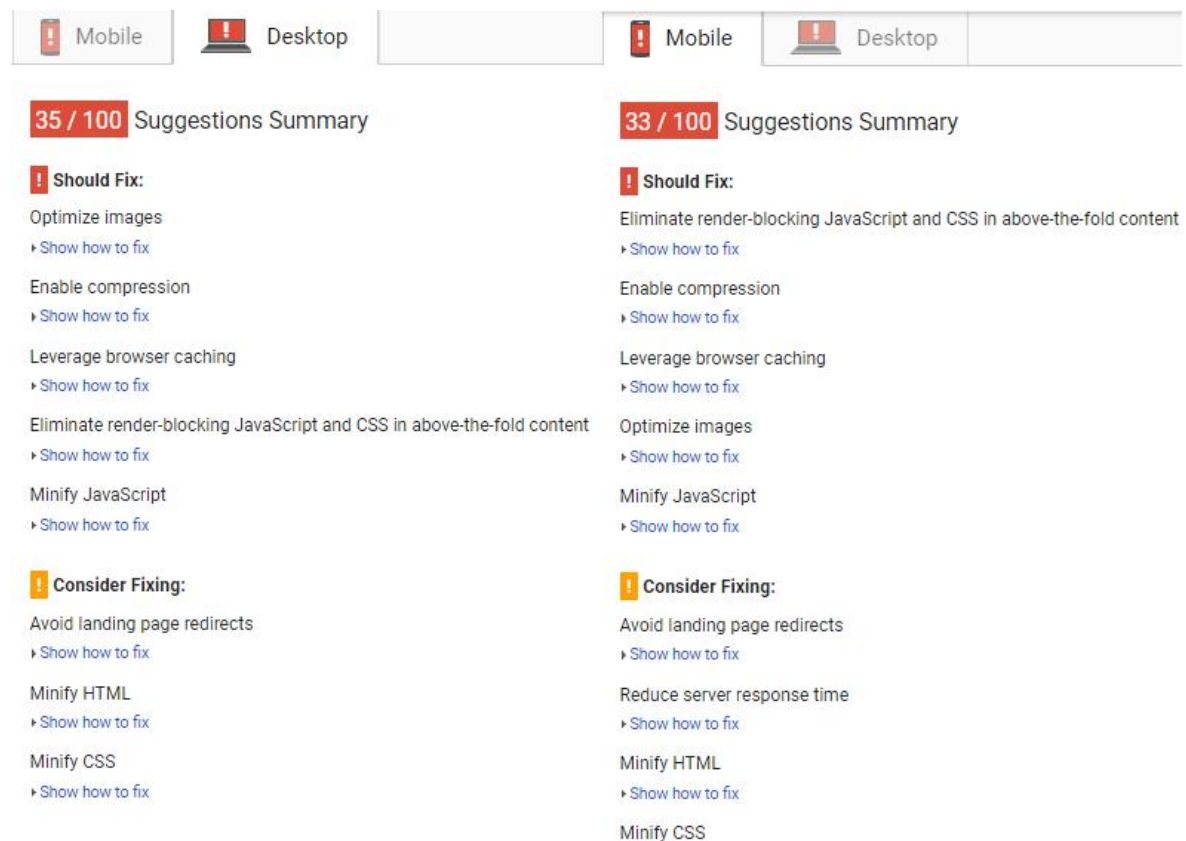 Mobile
Desktop
35 / 100 Suggestions Summary
! Should Fix:
Optimize images
Show how to fix
Enable compression
Show how to fix
Leverage browser caching
Show how to fix
Eliminate render-blocking JavaScript and CSS in above-the-fold content
Show how to fix
Minify JavaScript
Show how to fix
! Consider Fixing:
Avoid landing page redirects
Show how to fix
Minify HTML
Show how to fix
Minify CSS
Show how to fix
Mobile
Desktop
33 / 100 Suggestions Summary
! Should Fix:
Eliminate render-blocking JavaScript and CSS in above-the-fold content
Show how to fix
Enable compression
Show how to fix
Leverage browser caching
Show how to fix
Optimize images
Show how to fix
Minify JavaScript
Show how to fix
! Consider Fixing:
Avoid landing page redirects
Show how to fix
Reduce server response time
Show how to fix
Minify HTML
Show how to fix
Minify CSS